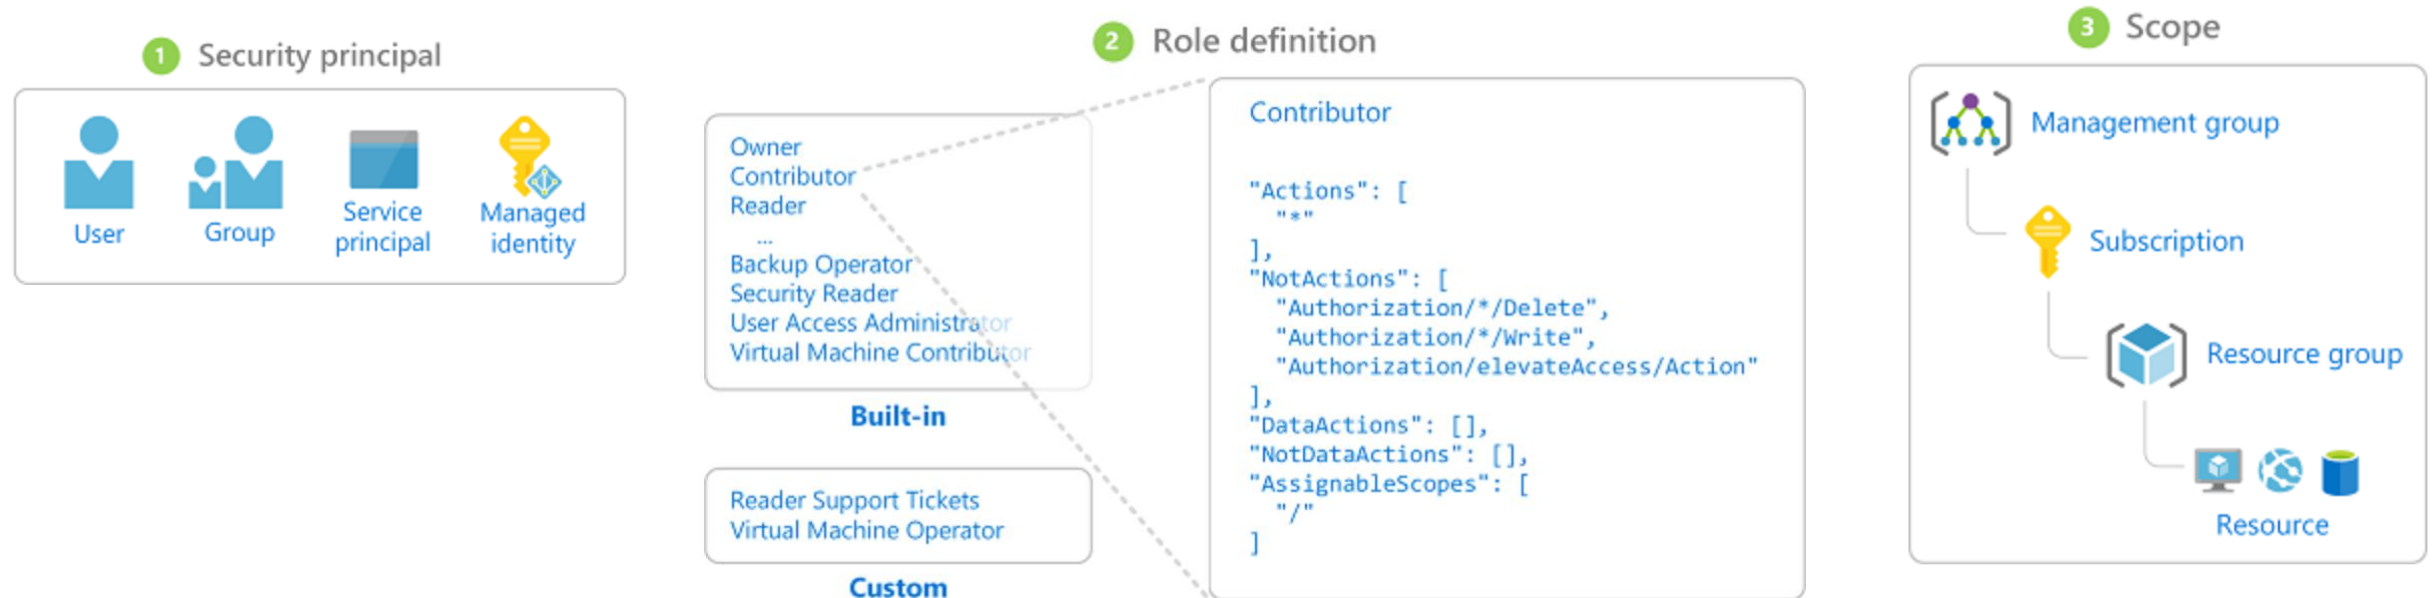 1 Security principal
User
Group
Service
principal
Managed
identity
2 Role definition
Owner
Contributor
Reader
...
Backup Operator
Security Reader
User Access Administrator
Virtual Machine Contributor
Built-in
Reader Support Tickets
Virtual Machine Operator
Custom
Contributor
"Actions": [
"*"
],
"NotActions": [
"Authorization/*/Delete",
"Authorization/*/Write",
"Authorization/elevateAccess/Action"
],
"DataActions": [],
"NotDataActions": [],
"AssignableScopes": [
"/"
]
3 Scope
Management group
Subscription
Resource group
Resource